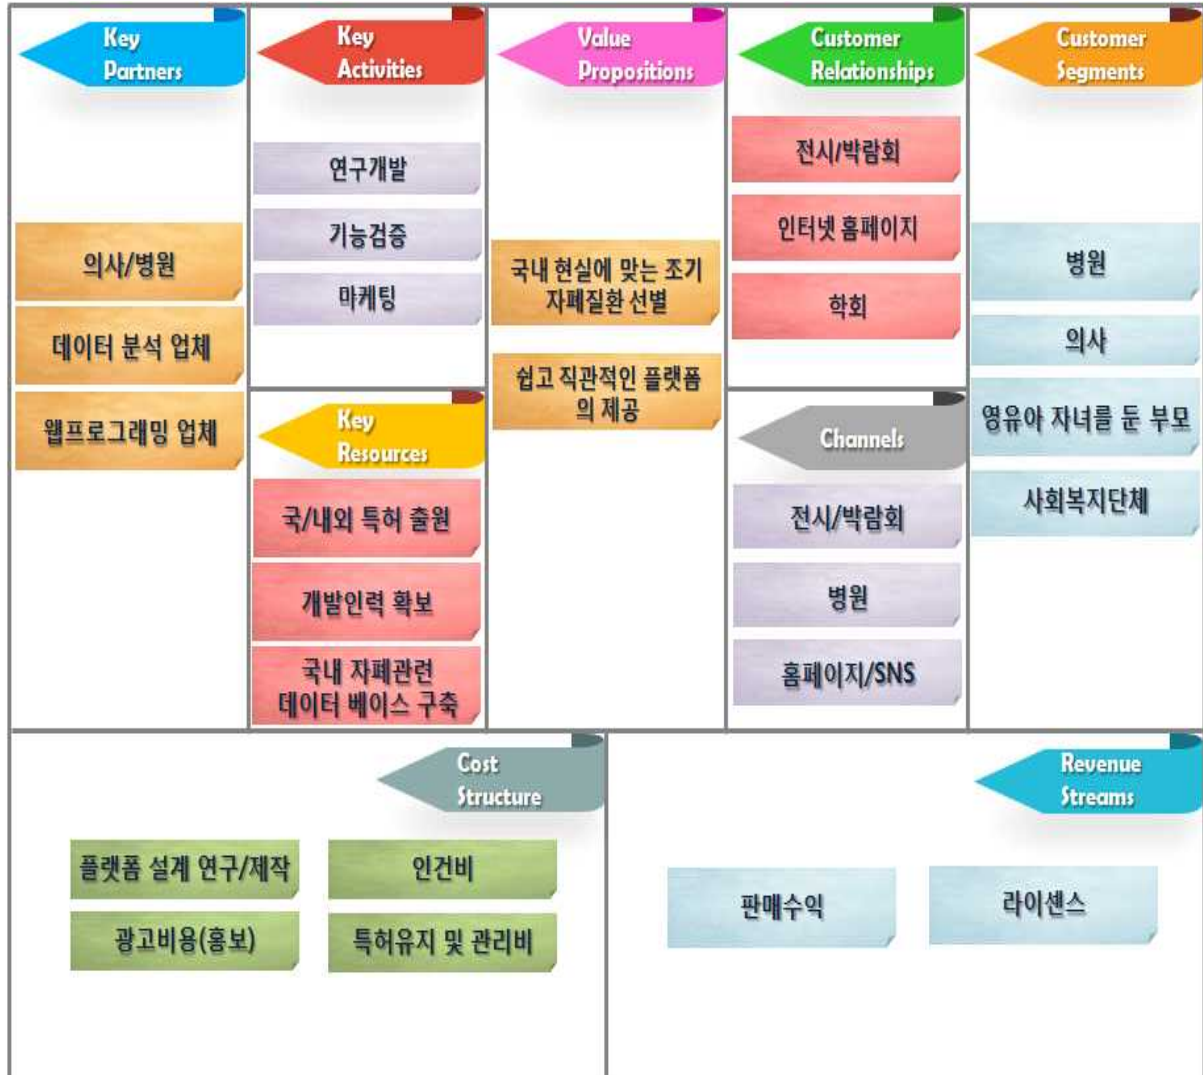 Key
Partners
의사/병원
데이터 분석 업체
웹프로그래밍 업체
Key
Activities
연구개발
기능검증
마케팅
Key
Resources
국/내외 특허 출원
개발인력 확보
국내 자폐관련
데이터 베이스 구축
Value
Propositions
국내 현실에 맞는 조기
자폐질환 선별
쉽고 직관적인 플랫폼
의 제공
Customer
Relationships
전시/박람회
인터넷 홈페이지
학회
Channels
전시/박람회
병원
홈페이지/SNS
Customer
Segments
병원
의사
영유아 자녀를 둔 부모
사회복지단체
Cost
Structure
플랫폼 설계 연구/제작
인건비
광고비용(홍보)
특허유지 및 관리비
Revenue
Streams
판매수익
라이센스